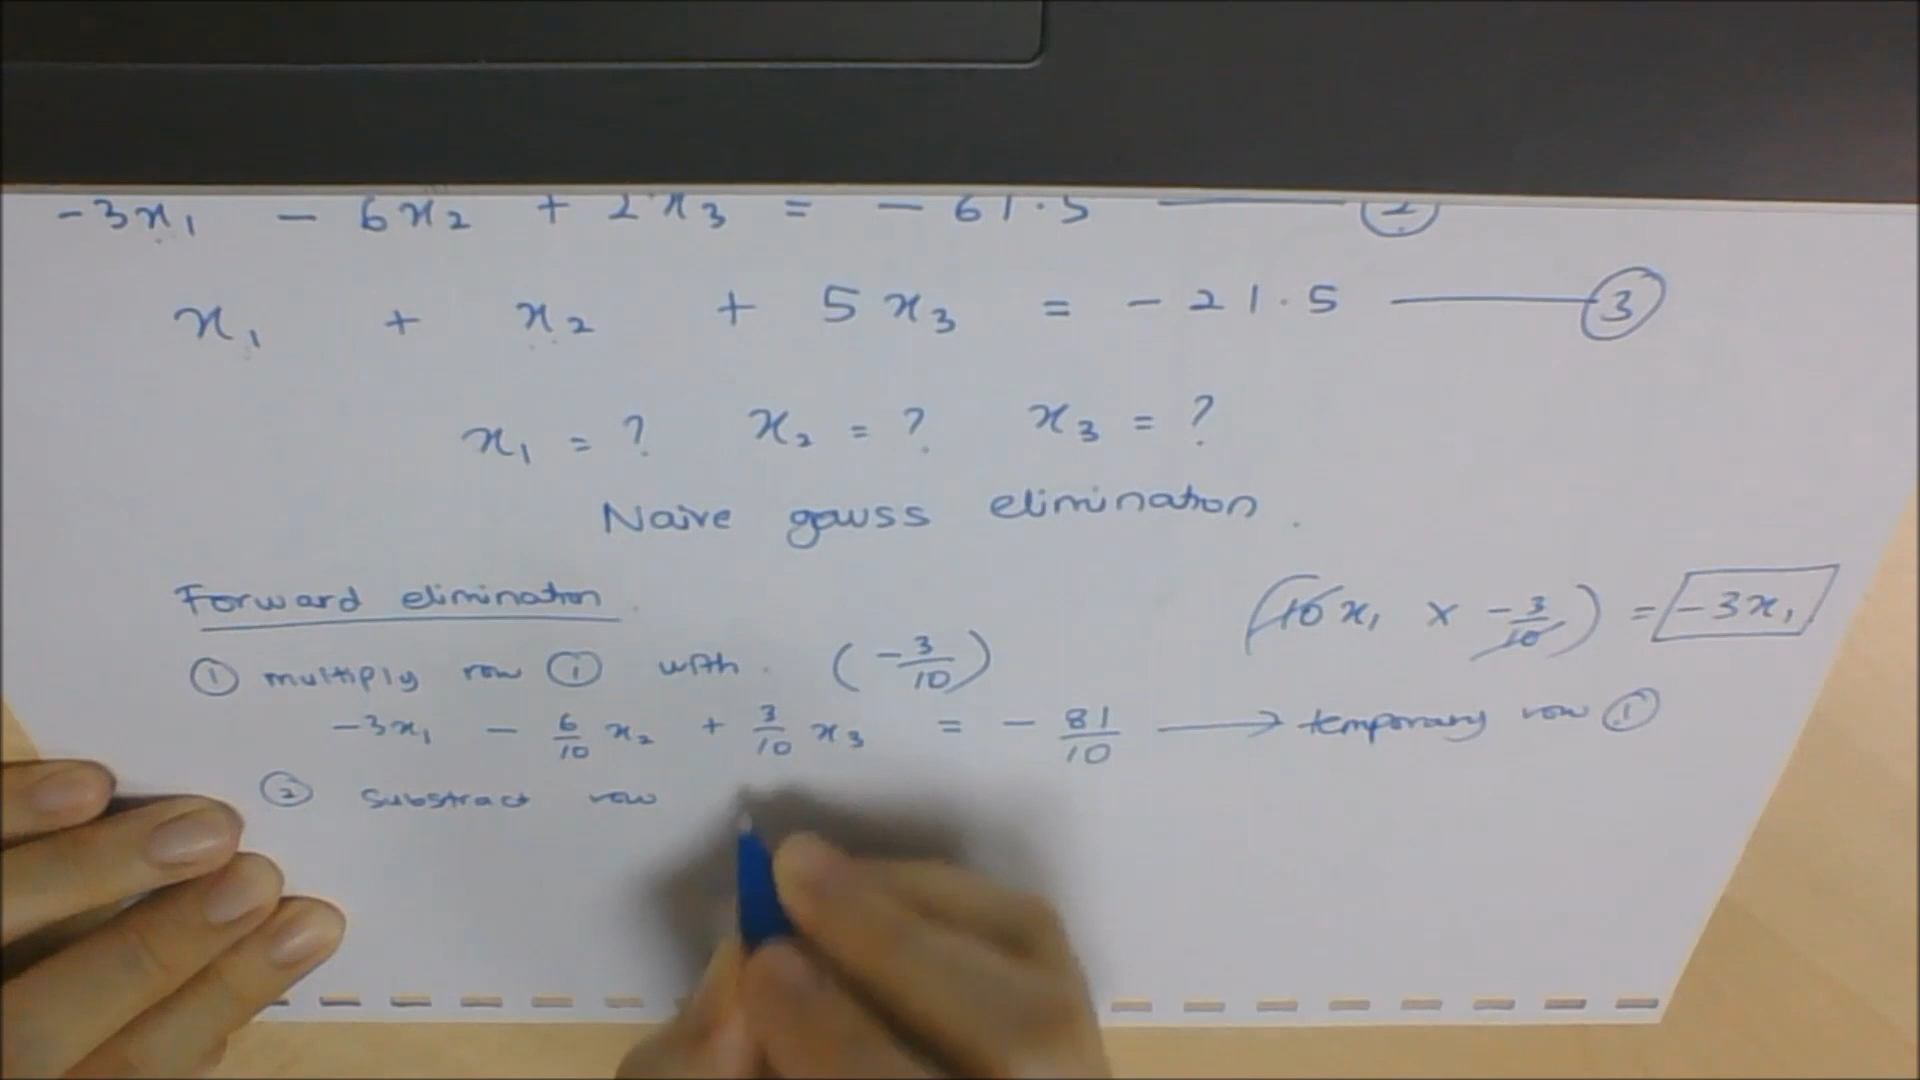 -3x₁ - 6x₂ + 2x₃ = -61.5 —— ②
x₁ + x₂ + 5x₃ = -21.5 —— ③
x₁ = ? x₂ = ? x₃ = ?
Naive gauss elimination.
Forward elimination
(10x₁ × -3/10) = -3x₁
① multiply row ① with (-3/10)
-3x₁ - 6/10 x₂ + 3/10 x₃ = -81/10 → temporary row ①
② Substract row